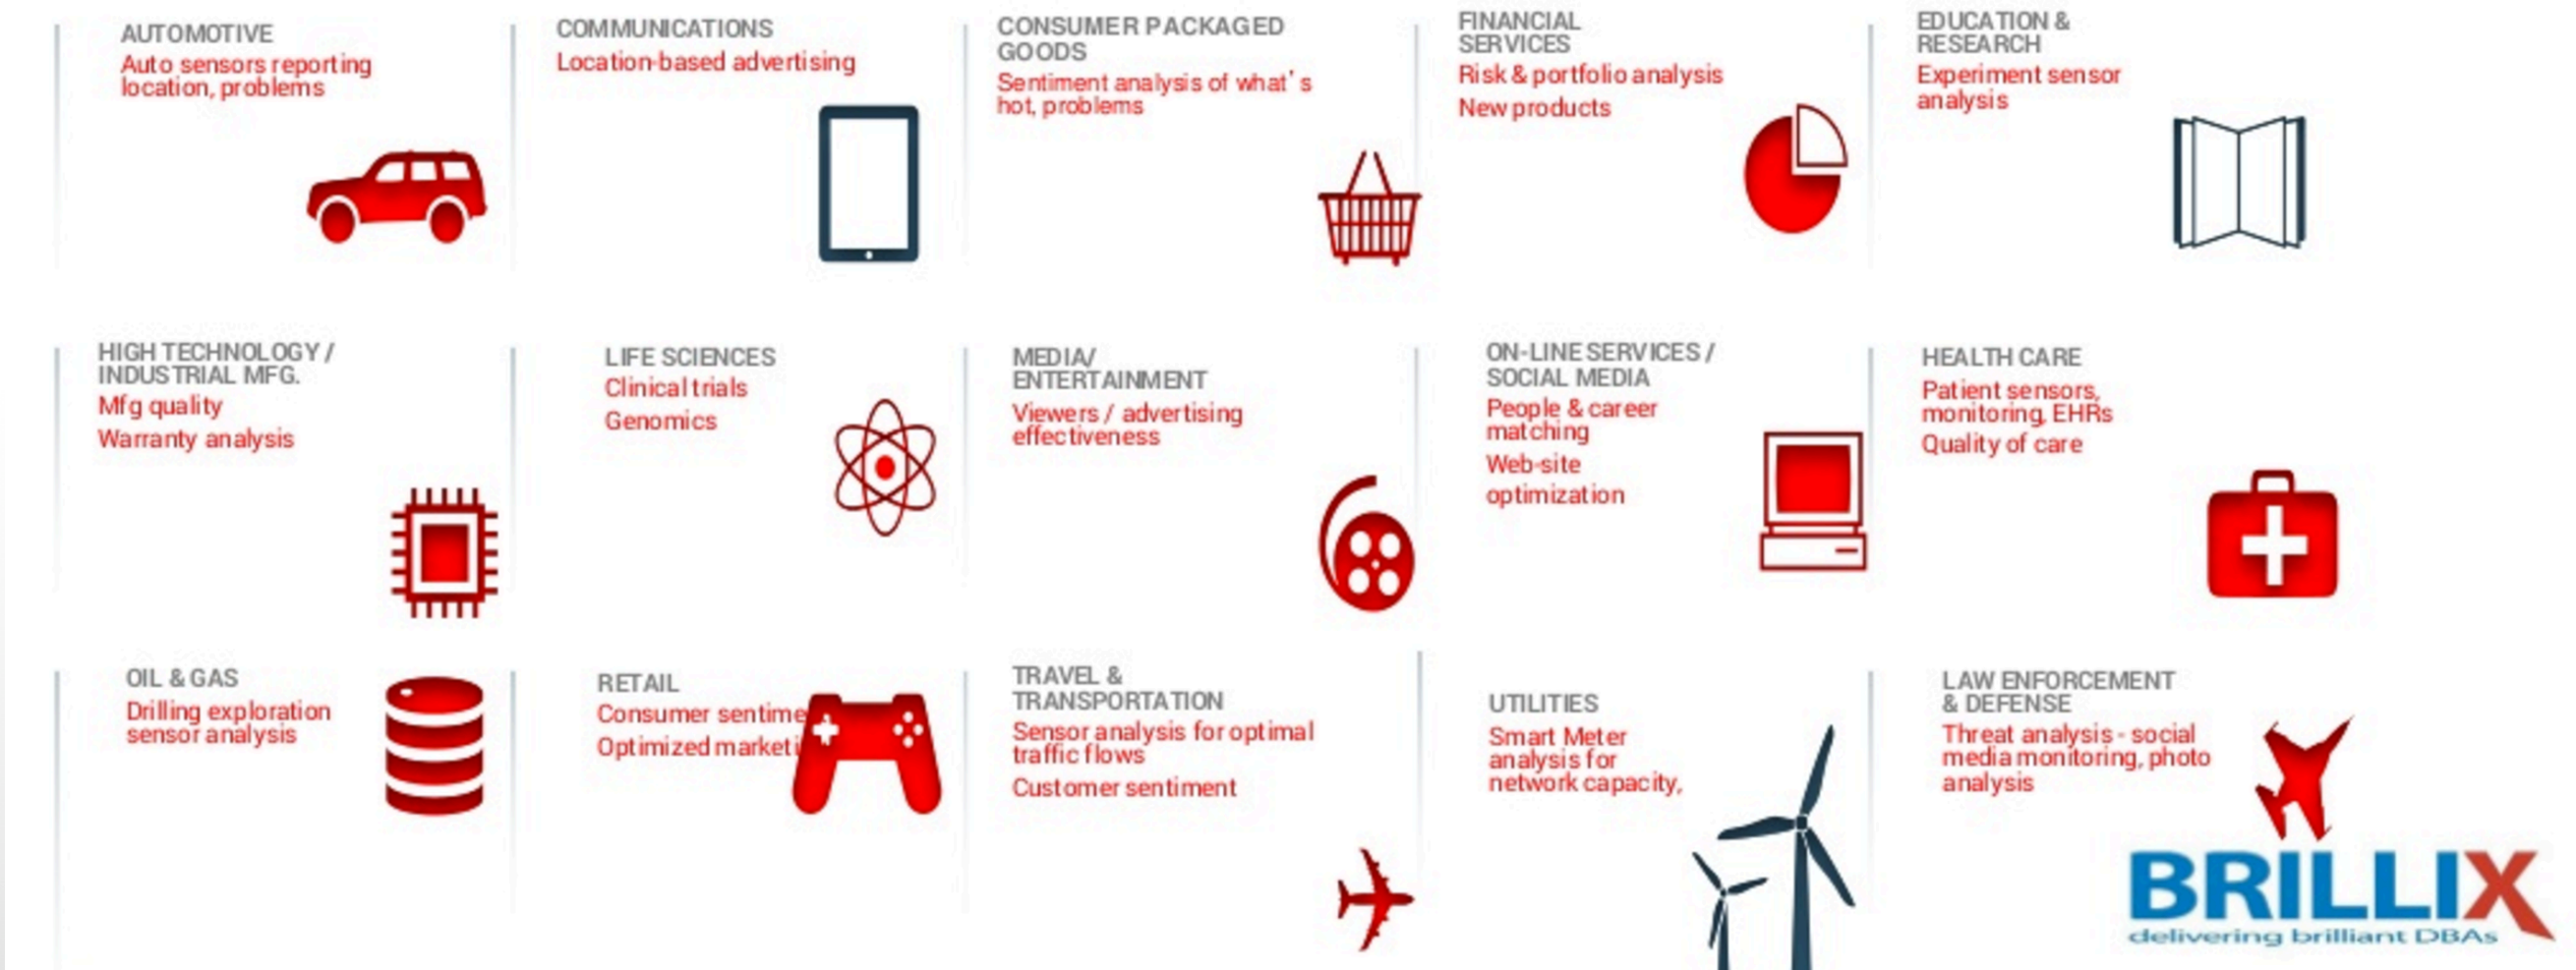 AUTOMOTIVE
Auto sensors reporting
location, problems
COMMUNICATIONS
Location-based advertising
CONSUMER PACKAGED
GOODS
Sentiment analysis of what's
hot, problems
FINANCIAL
SERVICES
Risk & portfolio analysis
New products
EDUCATION &
RESEARCH
Experiment sensor
analysis
HIGH TECHNOLOGY /
INDUSTRIAL MFG.
Mfg quality
Warranty analysis
LIFE SCIENCES
Clinical trials
Genomics
MEDIA/
ENTERTAINMENT
Viewers / advertising
effectiveness
ON-LINE SERVICES /
SOCIAL MEDIA
People & career
matching
Web-site
optimization
HEALTH CARE
Patient sensors,
monitoring, EHRs
Quality of care
OIL & GAS
Drilling exploration
sensor analysis
RETAIL
Consumer sentime
Optimized marketi
TRAVEL &
TRANSPORTATION
Sensor analysis for optimal
traffic flows
Customer sentiment
UTILITIES
Smart Meter
analysis for
network capacity,
LAW ENFORCEMENT
& DEFENSE
Threat analysis - social
media monitoring, photo
analysis
BRILLIX
delivering brilliant DBAs